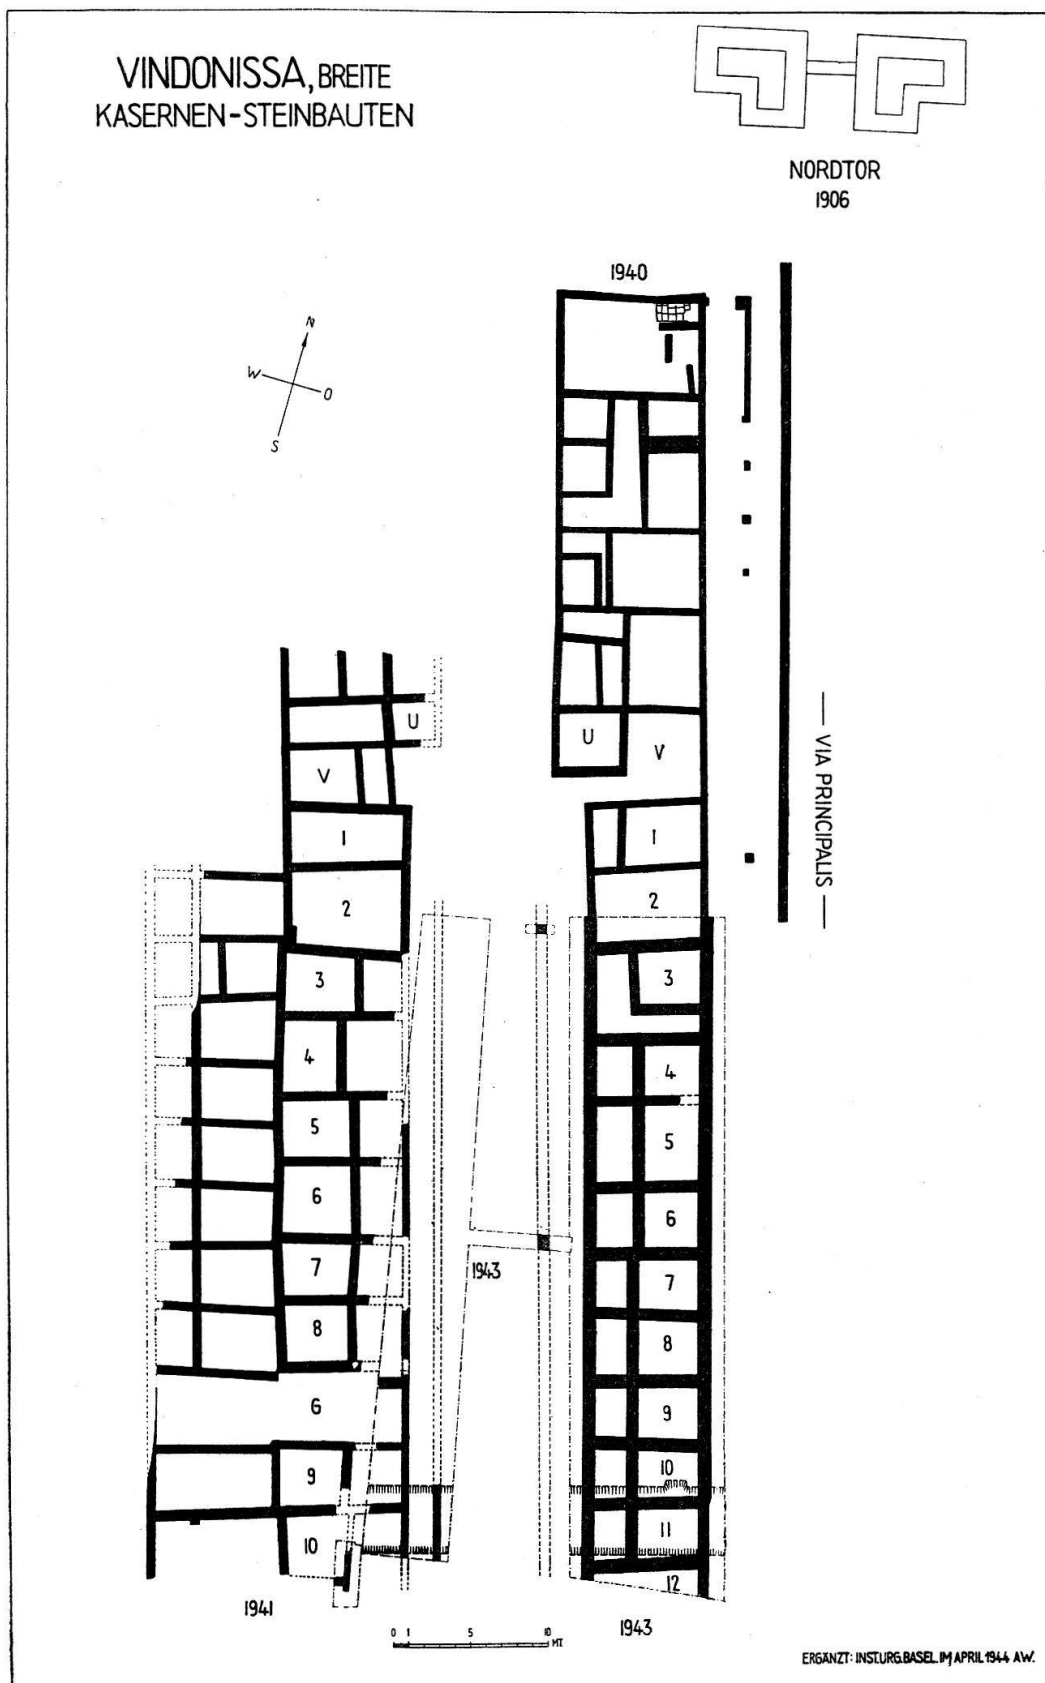 VINDONISSA, BREITE
KASERNEN-STEINBAUTEN
NORDTOR
1906
1940
N
W
O
S
U
V
U
V
— VIA PRINCIPALIS —
1
2
3
4
5
6
7
8
6
9
10
1
2
3
4
5
6
7
8
9
10
11
12
1943
1941
1943
0 1 5 10
MT.
ERGÄNZT: INST.URG.BASEL. IM APRIL 1944 A.W.